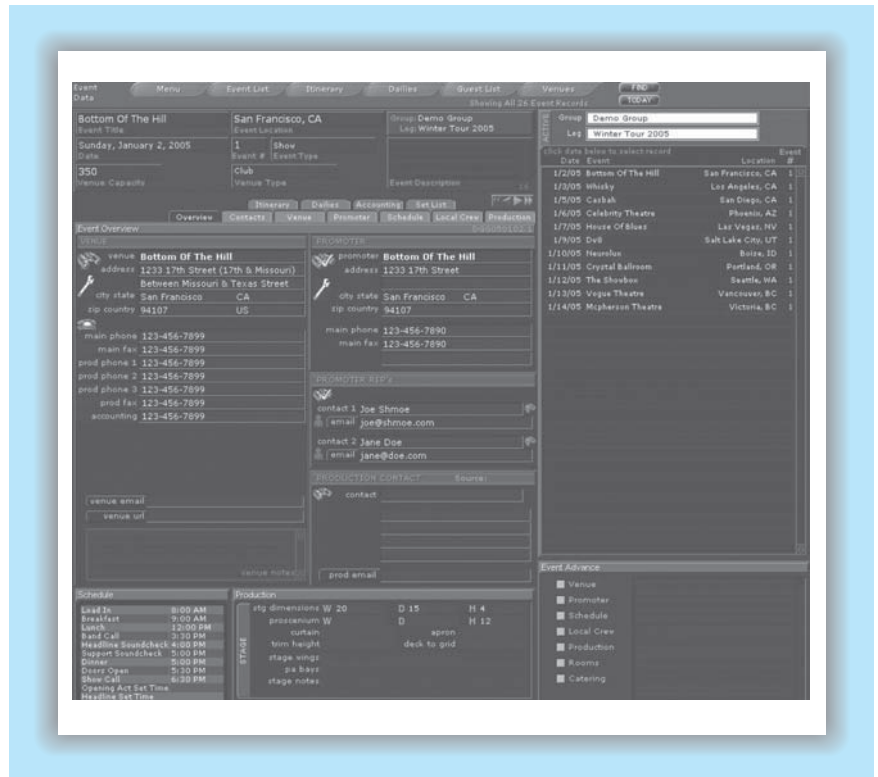 Event Data
Menu
Event List
Itinerary
Dailies
Guest List
Venues
FIND
TODAY
Showing All 26 Event Records
Bottom Of The Hill
Event Title
San Francisco, CA
Event Location
Group: Demo Group
Leg: Winter Tour 2005
Sunday, January 2, 2005
Date
1 Show
Event # Event Type
350
Venue Capacity
Club
Venue Type
Event Description
ACTIVE
Group Demo Group
Leg Winter Tour 2005
click date below to select record
Date Event Location Event #
1/2/05 Bottom Of The Hill San Francisco, CA 1
1/3/05 Whisky Los Angeles, CA 1
1/5/05 Casbah San Diego, CA 1
1/6/05 Celebrity Theatre Phoenix, AZ 1
1/7/05 House Of Blues Las Vegas, NV 1
1/9/05 Salt Lake City, UT 1
1/10/05 Neurolux Boise, ID 1
1/11/05 Crystal Ballroom Portland, OR 1
1/12/05 The Showbox Seattle, WA 1
1/13/05 Vogue Theatre Vancouver, BC 1
1/14/05 Mcpherson Theatre Victoria, BC 1
Itinerary Dailies Accounting Set List
Overview Contacts Venue Promoter Schedule Local Crew Production
Event Overview
VENUE
venue Bottom Of The Hill
address 1233 17th Street (17th & Missouri)
Between Missouri & Texas Street
city state San Francisco CA
zip country 94107 US
main phone 123-456-7899
main fax 123-456-7899
prod phone 1 123-456-7899
prod phone 2 123-456-7899
prod phone 3 123-456-7899
prod fax 123-456-7899
accounting 123-456-7899
venue email
venue url
venue notes
PROMOTER
promoter Bottom Of The Hill
address 1233 17th Street
city state San Francisco CA
zip country 94107
main phone 123-456-7890
main fax 123-456-7890
PROMOTER REP's
contact 1 Joe Shmoe
email joe@shmoe.com
contact 2 Jane Doe
email jane@doe.com
PRODUCTION CONTACT Source:
contact
prod email
Schedule
Load In 8:00 AM
Breakfast 9:00 AM
Lunch 12:00 PM
Band Call 3:30 PM
Headline Soundcheck 4:00 PM
Support Soundcheck 5:00 PM
Dinner 5:00 PM
Doors Open 5:30 PM
Show Call 6:30 PM
Opening Act Set Time
Headline Set Time
Production
STAGE
stg dimensions W 20 D 15 H 4
proscenium W D H 12
curtain apron
trim height deck to grid
stage wings
pa bays
stage notes
Event Advance
Venue
Promoter
Schedule
Local Crew
Production
Rooms
Catering